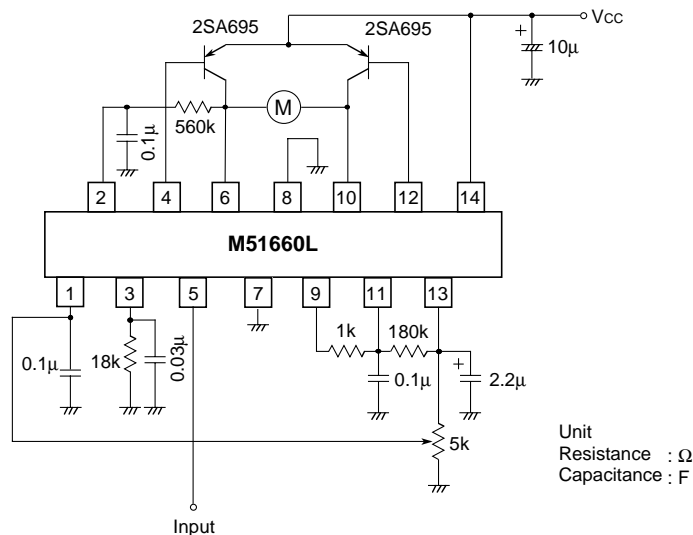 VCC
2SA695 2SA695
10µ
+
M
560k
0.1µ
2 4 6 8 10 12 14
M51660L
1 3 5 7 9 11 13
1k 180k
0.1µ 18k 0.03µ 0.1µ + 2.2µ
5k
Unit
Resistance : Ω
Capacitance : F
Input